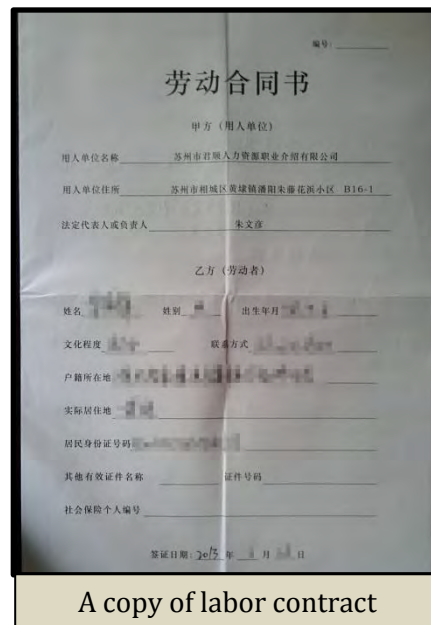 编号:
劳动合同书
甲方（用人单位）
用人单位名称 苏州市君顺人力资源职业介绍有限公司
用人单位住所 苏州市相城区黄埭镇潘阳朱藤花浜小区 B16-1
法定代表人或负责人 朱文彦
乙方（劳动者）
姓名 性别 出生年月
文化程度 联系方式
户籍所在地
实际居住地
居民身份证号码
其他有效证件名称 证件号码
社会保险个人编号
签证日期: 2013 年 月 日
A copy of labor contract